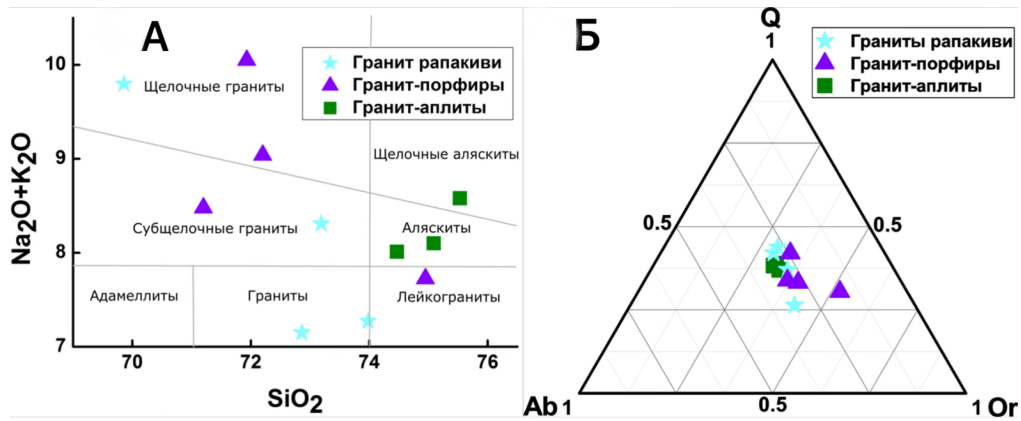 А
Гранит рапакиви
Гранит-порфиры
Гранит-аплиты
10
9
8
7
Na₂O+K₂O
Щелочные граниты
Щелочные аляскиты
Субщелочные граниты
Аляскиты
Адамеллиты
Граниты
Лейкограниты
70
72
74
76
SiO₂
Б
Q
1
Граниты рапакиви
Гранит-порфиры
Гранит-аплиты
0.5
0.5
Ab 1
0.5
1 Or